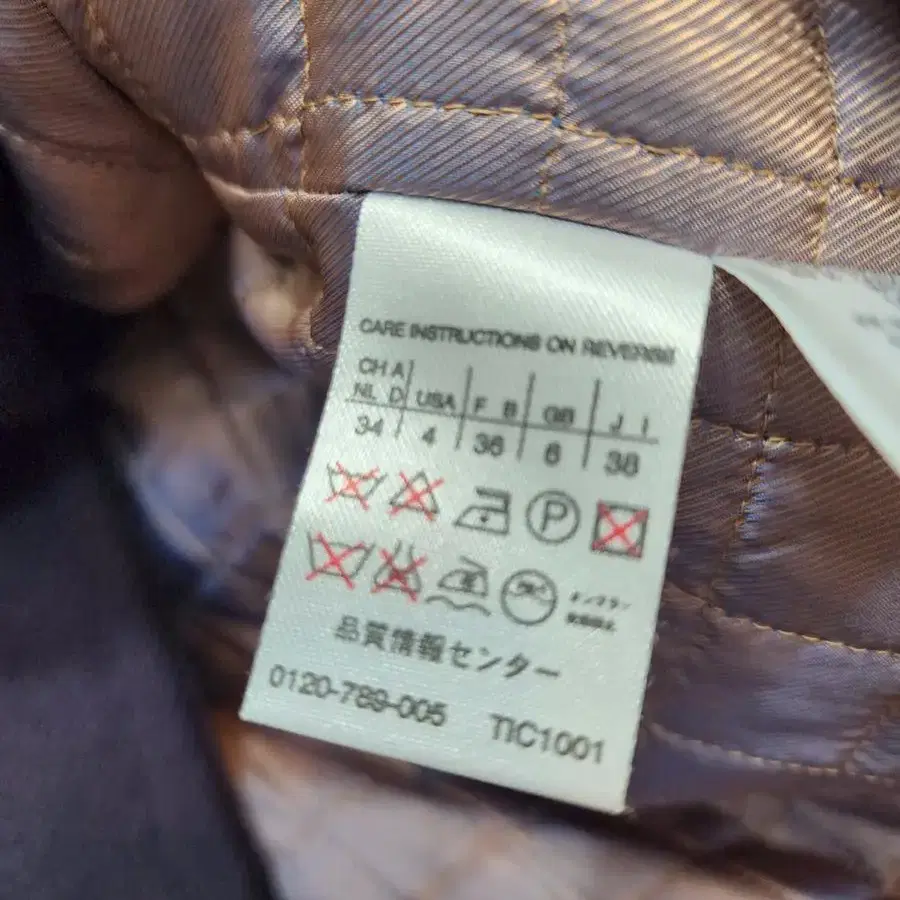 CARE INSTRUCTIONS ON REVERSE
CH A
NL D USA F B GB J I
34 4 36 6 38
P
品質情報センター
0120-789-005 TIC1001